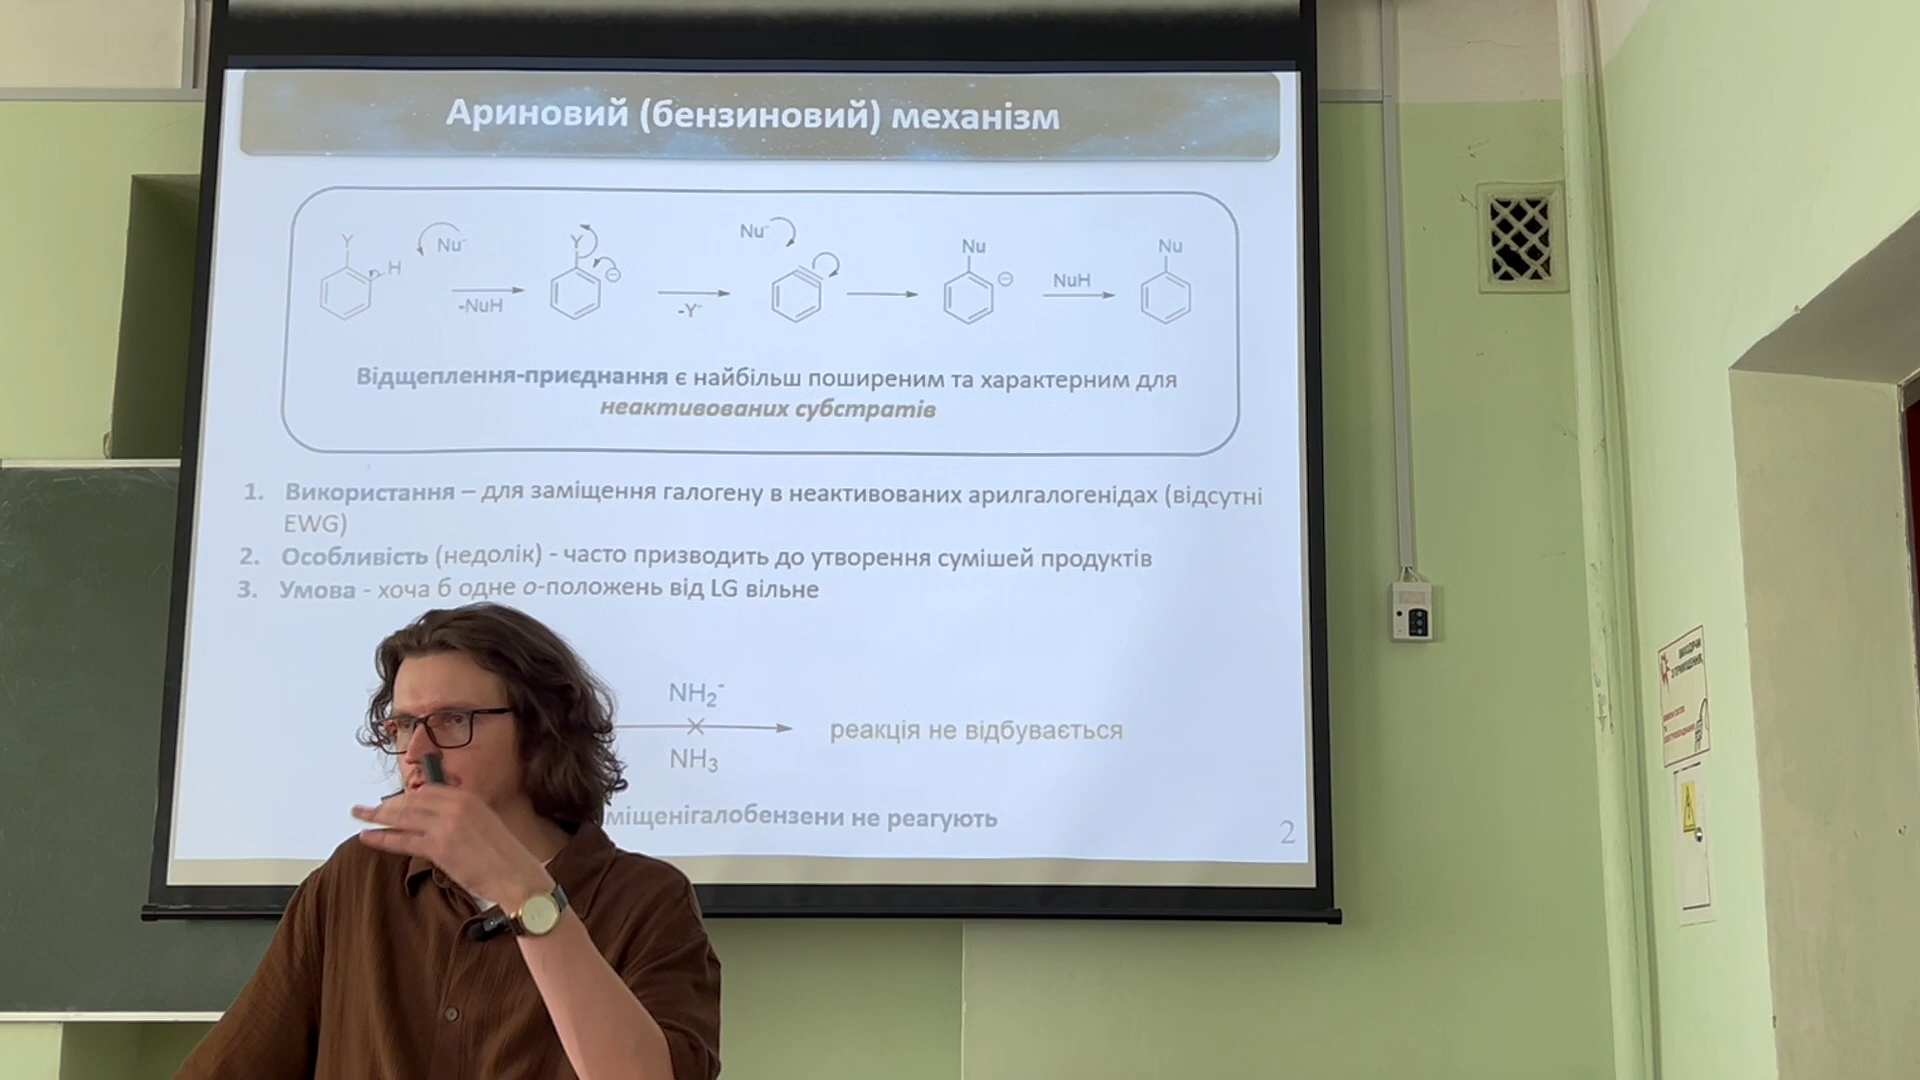 Ариновий (бензиновий) механізм
Y H Nu⁻ -NuH
Y -Y⁻
Nu⁻
Nu NuH
Nu
Відщеплення-приєднання є найбільш поширеним та характерним для
неактивованих субстратів
1. Використання – для заміщення галогену в неактивованих арилгалогенідах (відсутні
EWG)
2. Особливість (недолік) - часто призводить до утворення сумішей продуктів
3. Умова - хоча б одне о-положень від LG вільне
NH₂⁻
реакція не відбувається
NH₃
міщенігалобензени не реагують
2